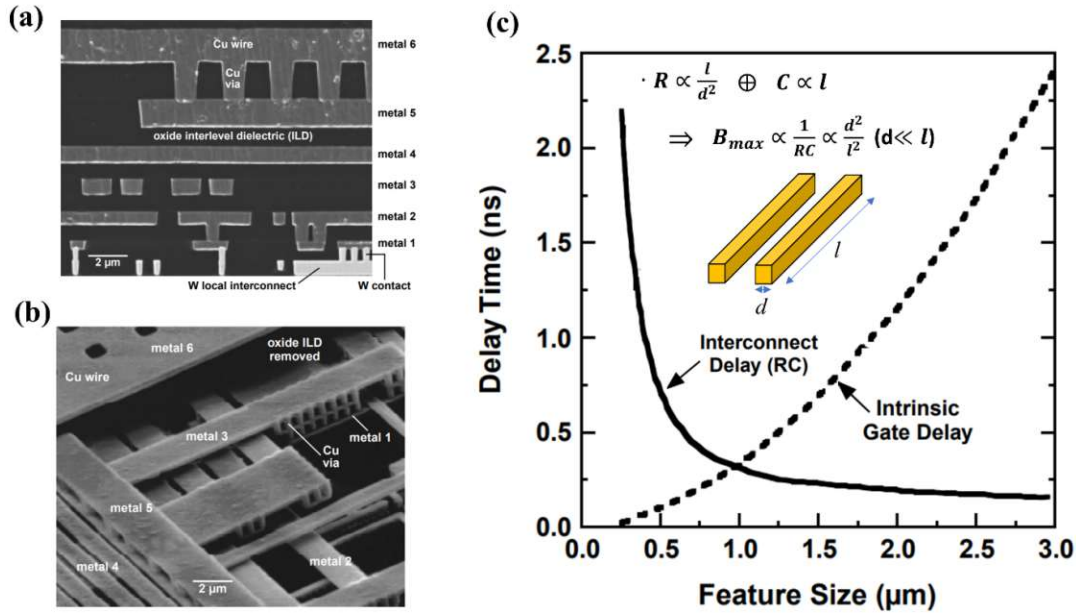 (a)
Cu wire
metal 6
Cu
via
metal 5
oxide interlevel dielectric (ILD)
metal 4
metal 3
metal 2
metal 1
2 µm
W local interconnect
W contact
(b)
metal 6
oxide ILD
removed
Cu wire
metal 3
metal 1
Cu
via
metal 5
metal 4
metal 2
2 µm
(c)
Delay Time (ns)
2.5
2.0
1.5
1.0
0.5
0.0
· R ∝ l/d² ⊕ C ∝ l
⇒ B_max ∝ 1/RC ∝ d²/l² (d≪ l)
l
d
Interconnect
Delay (RC)
Intrinsic
Gate Delay
0.0 0.5 1.0 1.5 2.0 2.5 3.0
Feature Size (µm)